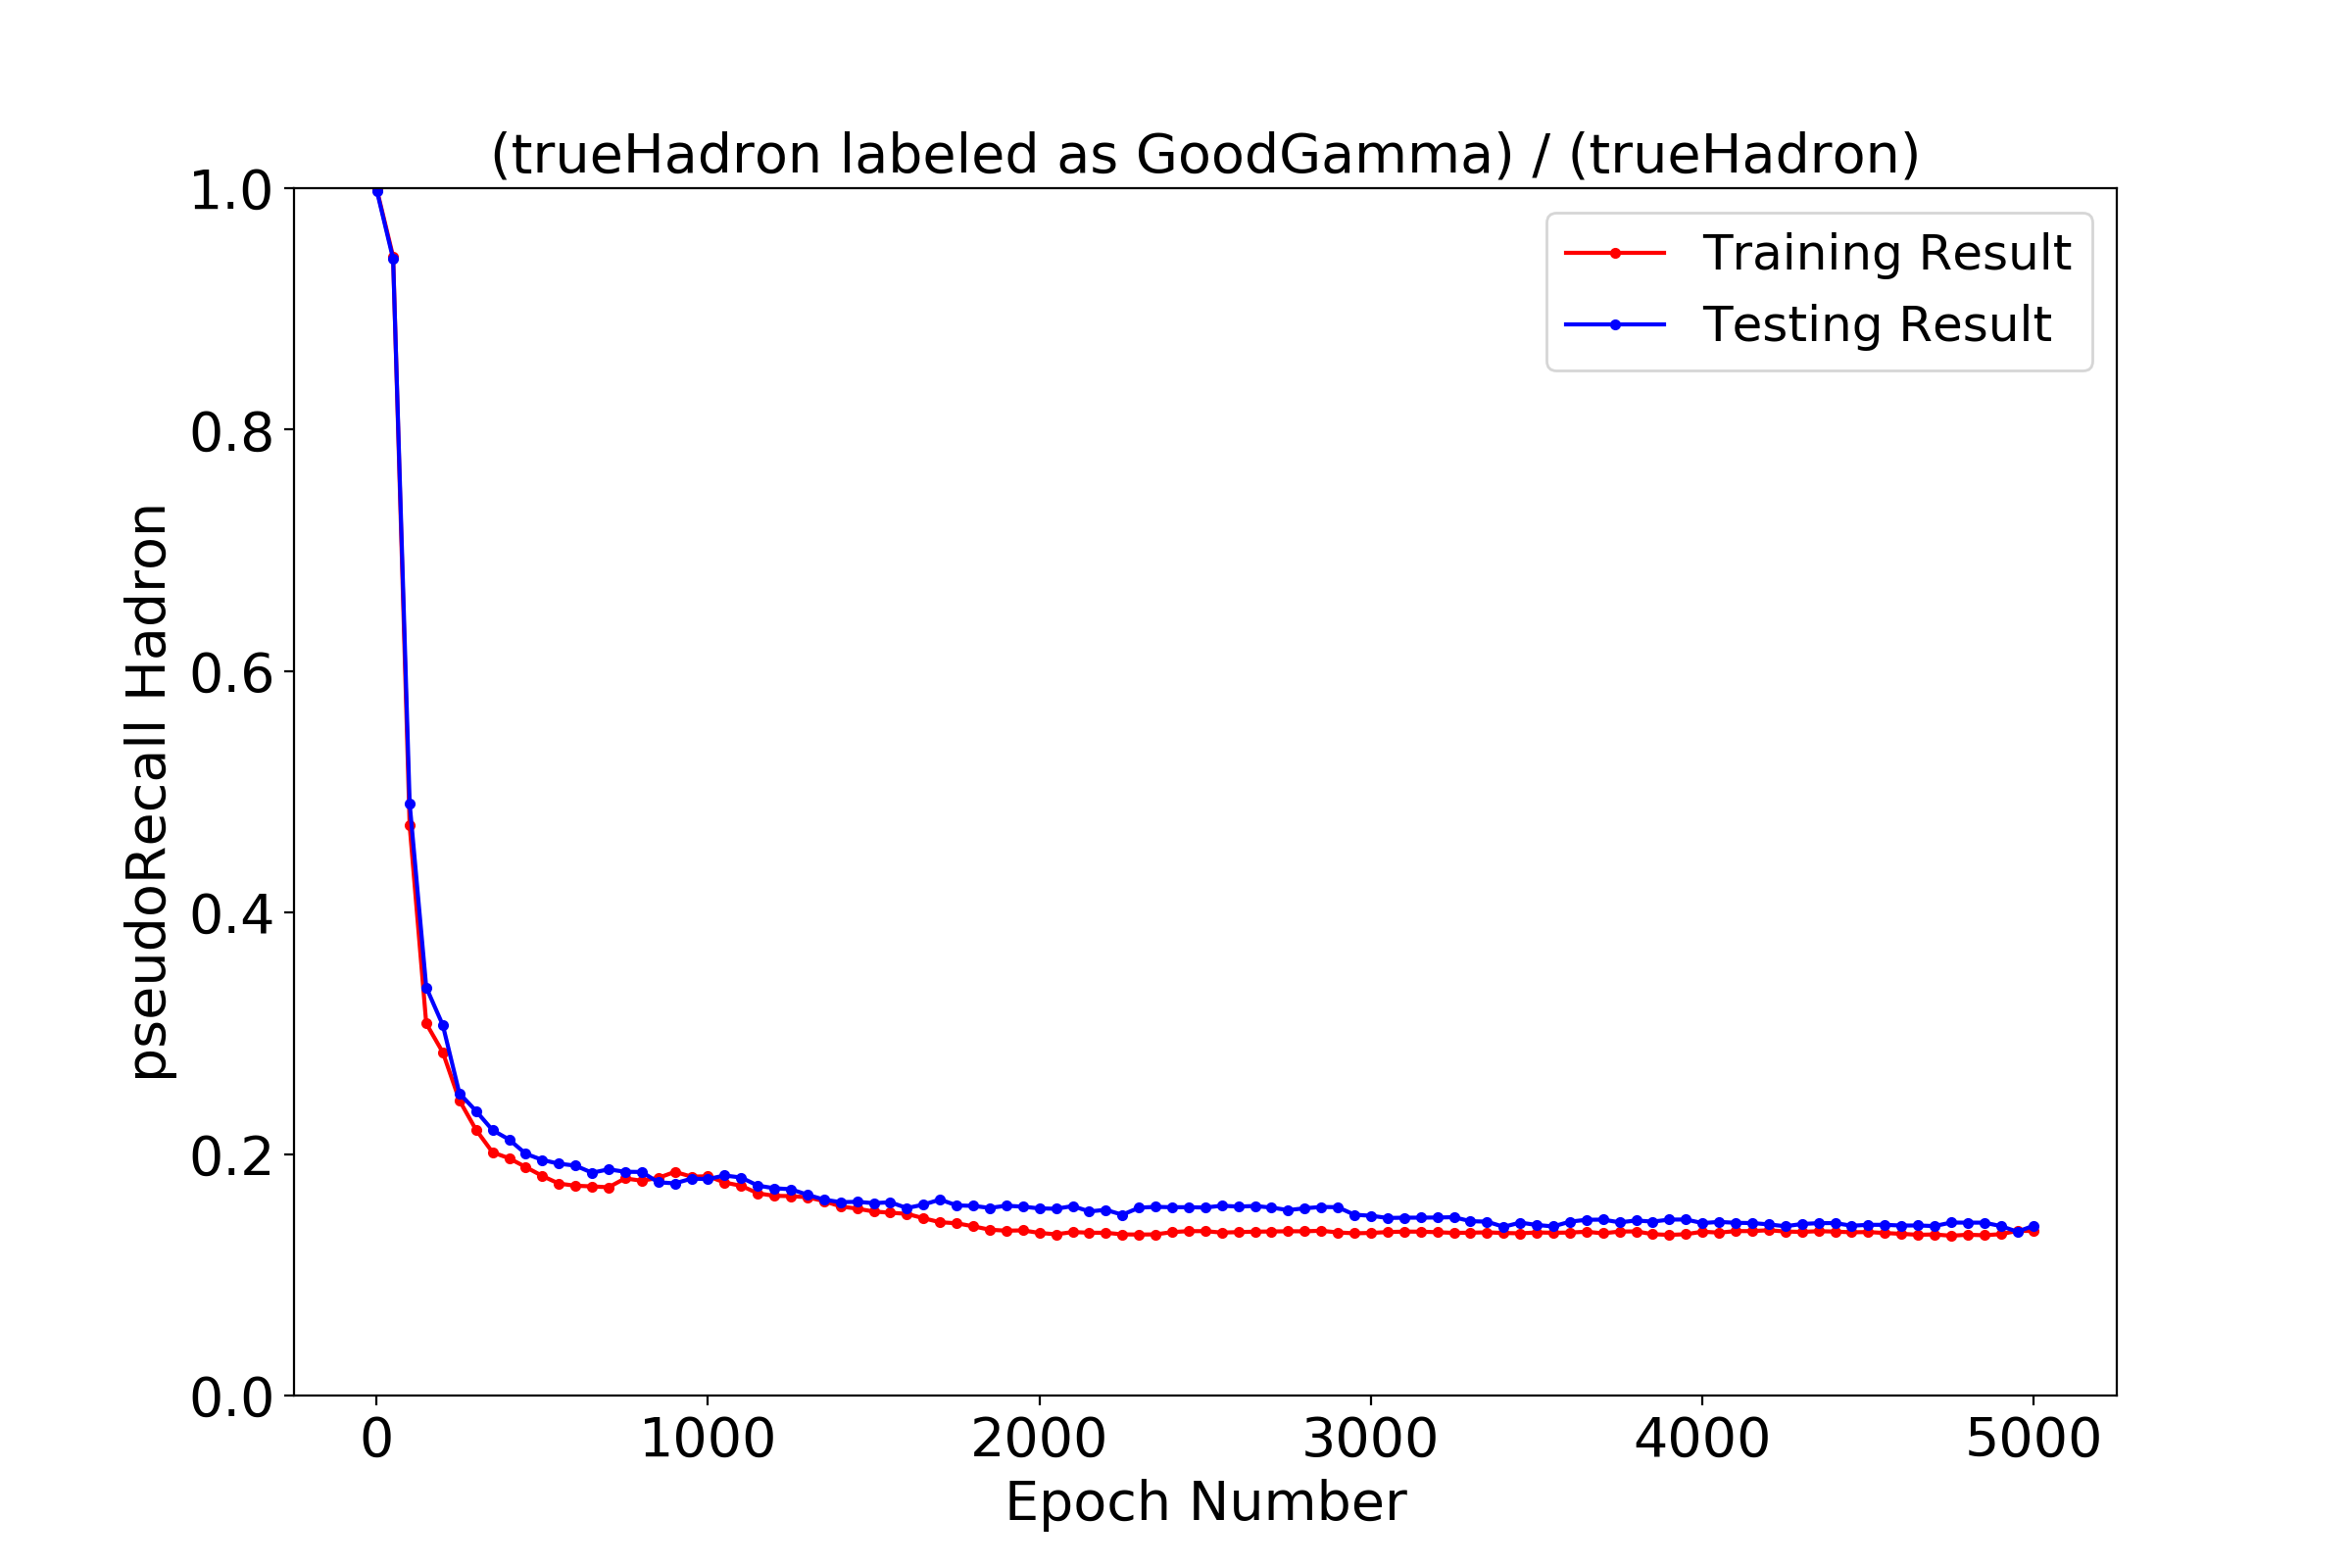 (trueHadron labeled as GoodGamma) / (trueHadron)
1.0
0.8
0.6
0.4
0.2
0.0
pseudoRecall Hadron
Training Result
Testing Result
0 1000 2000 3000 4000 5000
Epoch Number